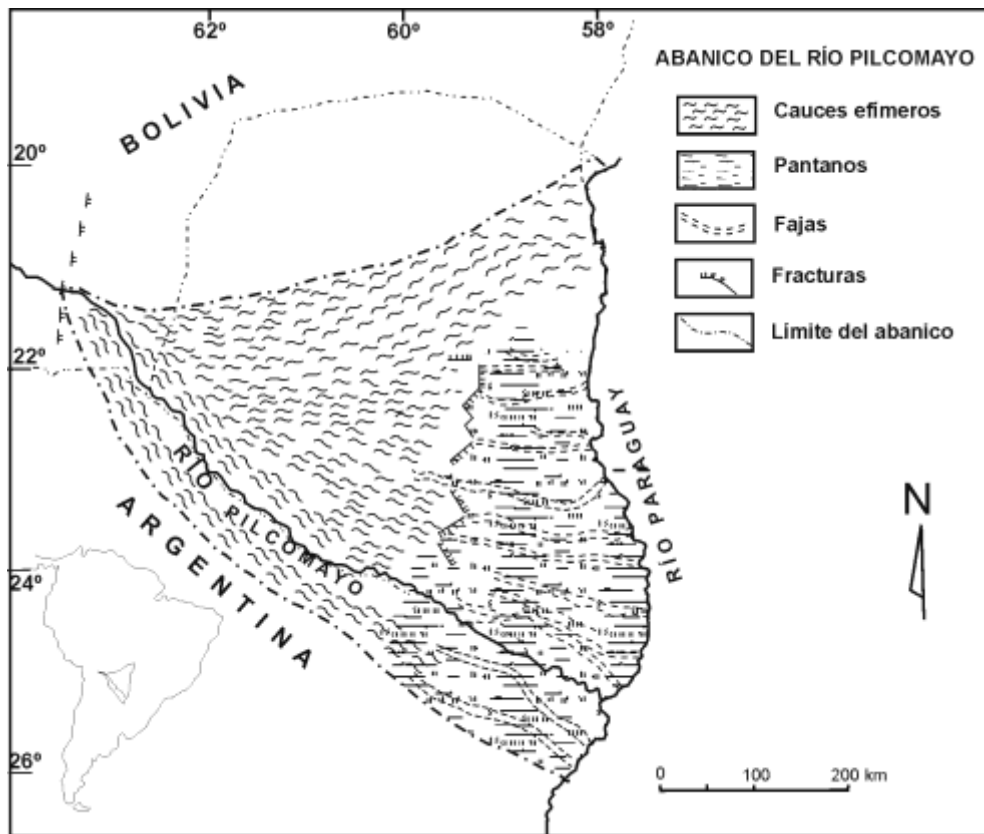 62º 60º 58º
ABANICO DEL RÍO PILCOMAYO
BOLIVIA
Cauces efímeros
20º
Pantanos
Fajas
Fracturas
Límite del abanico
22º
RÍO PARAGUAY
RÍO PILCOMAYO
ARGENTINA
N
24º
26º
0 100 200 km